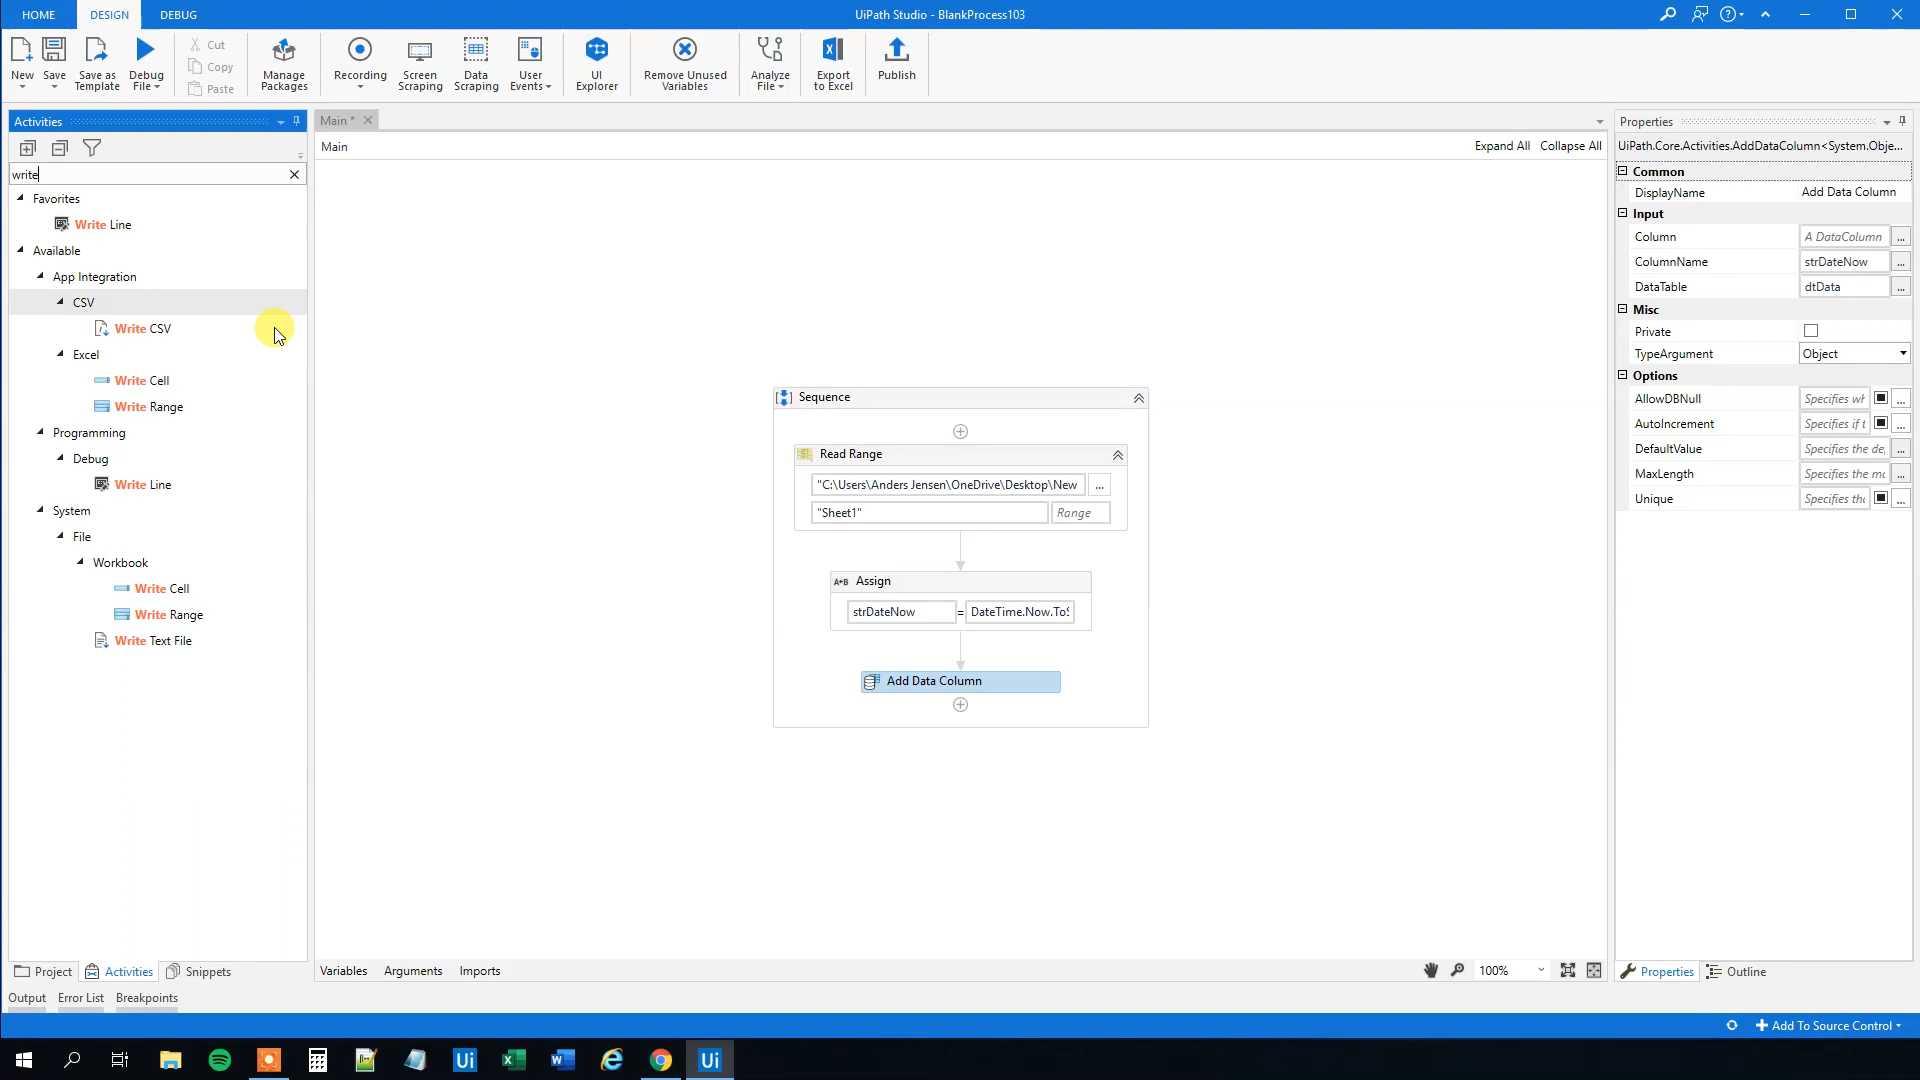 HOME
DESIGN
DEBUG
UiPath Studio - BlankProcess103
New
Save
Save as Template
Debug File
Cut
Copy
Paste
Manage Packages
Recording
Screen Scraping
Data Scraping
User Events
UI Explorer
Remove Unused Variables
Analyze File
Export to Excel
Publish
Activities
write
Favorites
Write Line
Available
App Integration
CSV
Write CSV
Excel
Write Cell
Write Range
Programming
Debug
Write Line
System
File
Workbook
Write Cell
Write Range
Write Text File
Project
Activities
Snippets
Main *
Main
Expand All
Collapse All
Sequence
Read Range
"C:\Users\Anders Jensen\OneDrive\Desktop\New
...
"Sheet1"
Range
A+B Assign
strDateNow = DateTime.Now.ToS
Add Data Column
Variables
Arguments
Imports
100%
Properties
UiPath.Core.Activities.AddDataColumn<System.Obje...
Common
DisplayName Add Data Column
Input
Column A DataColumn ...
ColumnName strDateNow ...
DataTable dtData ...
Misc
Private
TypeArgument Object
Options
AllowDBNull Specifies wh ...
AutoIncrement Specifies if t ...
DefaultValue Specifies the de ...
MaxLength Specifies the ma ...
Unique Specifies tha ...
Properties
Outline
Output
Error List
Breakpoints
Add To Source Control
Ui
Ui